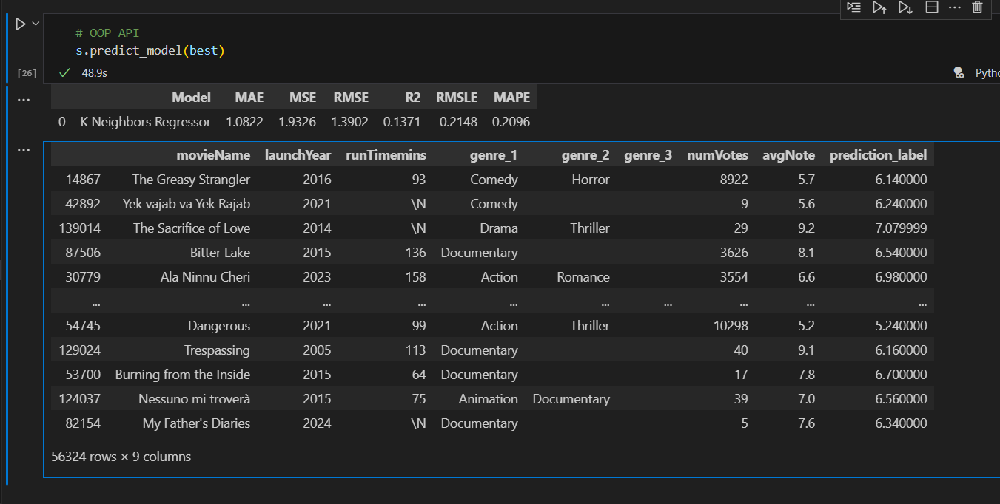 # OOP API
s.predict_model(best)
[26] 48.9s Pytho
...
Model MAE MSE RMSE R2 RMSLE MAPE
0 K Neighbors Regressor 1.0822 1.9326 1.3902 0.1371 0.2148 0.2096
...
movieName launchYear runTimemins genre_1 genre_2 genre_3 numVotes avgNote prediction_label
14867 The Greasy Strangler 2016 93 Comedy Horror 8922 5.7 6.140000
42892 Yek vajab va Yek Rajab 2021 \N Comedy 9 5.6 6.240000
139014 The Sacrifice of Love 2014 \N Drama Thriller 29 9.2 7.079999
87506 Bitter Lake 2015 136 Documentary 3626 8.1 6.540000
30779 Ala Ninnu Cheri 2023 158 Action Romance 3554 6.6 6.980000
... ... ... ... ... ... ... ... ... ...
54745 Dangerous 2021 99 Action Thriller 10298 5.2 5.240000
129024 Trespassing 2005 113 Documentary 40 9.1 6.160000
53700 Burning from the Inside 2015 64 Documentary 17 7.8 6.700000
124037 Nessuno mi troverà 2015 75 Animation Documentary 39 7.0 6.560000
82154 My Father's Diaries 2024 \N Documentary 5 7.6 6.340000
56324 rows × 9 columns